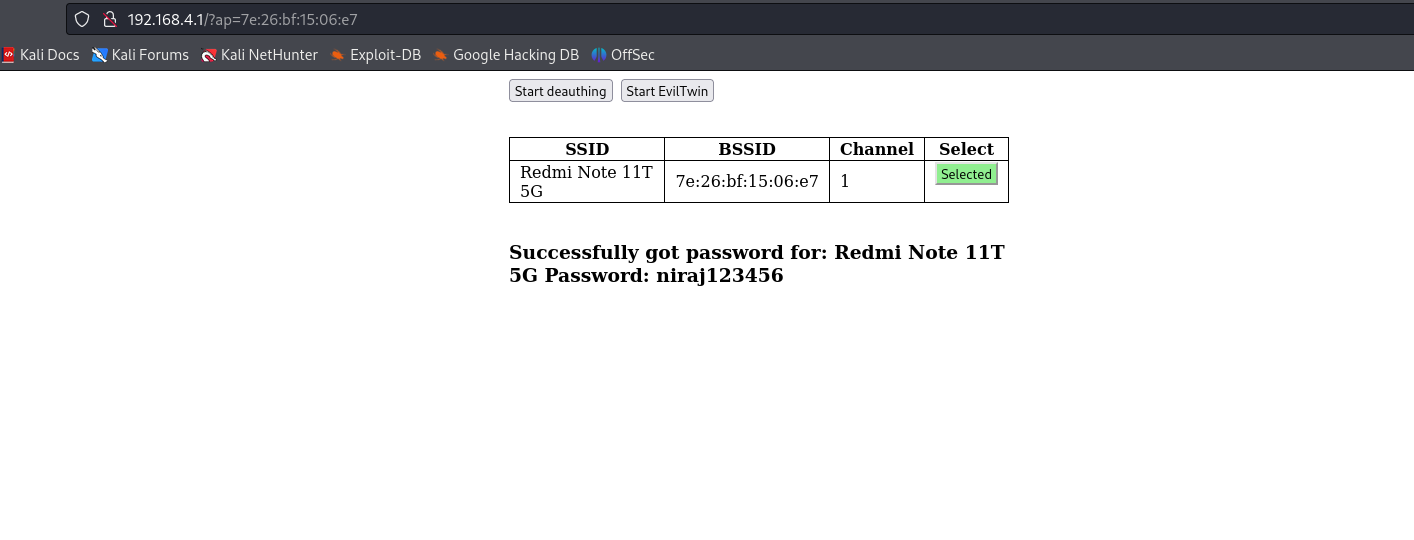 192.168.4.1/?ap=7e:26:bf:15:06:e7
Kali Docs Kali Forums Kali NetHunter Exploit-DB Google Hacking DB OffSec
Start deauthing Start EvilTwin
SSID BSSID Channel Select
Redmi Note 11T
5G 7e:26:bf:15:06:e7 1 Selected
Successfully got password for: Redmi Note 11T
5G Password: niraj123456